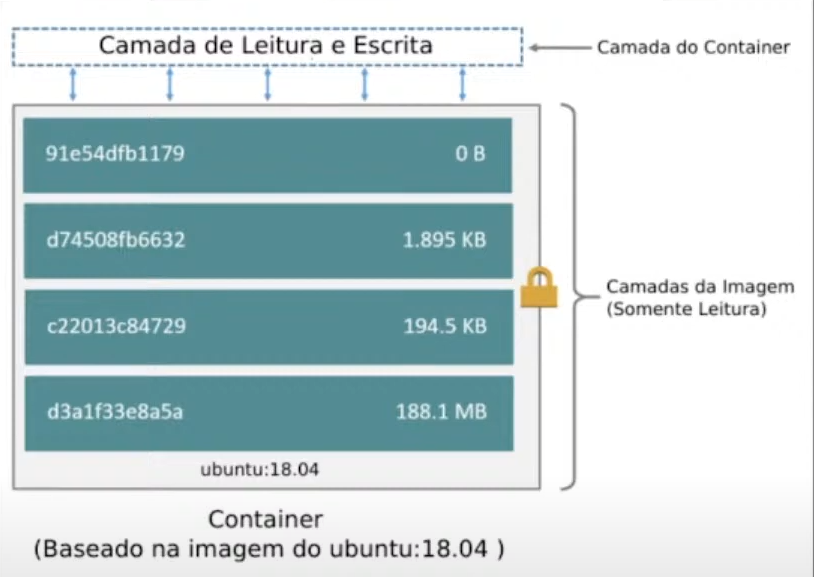 Camada de Leitura e Escrita
Camada do Container
91e54dfb1179 0 B
d74508fb6632 1.895 KB
c22013c84729 194.5 KB
d3a1f33e8a5a 188.1 MB
Camadas da Imagem
(Somente Leitura)
ubuntu:18.04
Container
(Baseado na imagem do ubuntu:18.04 )